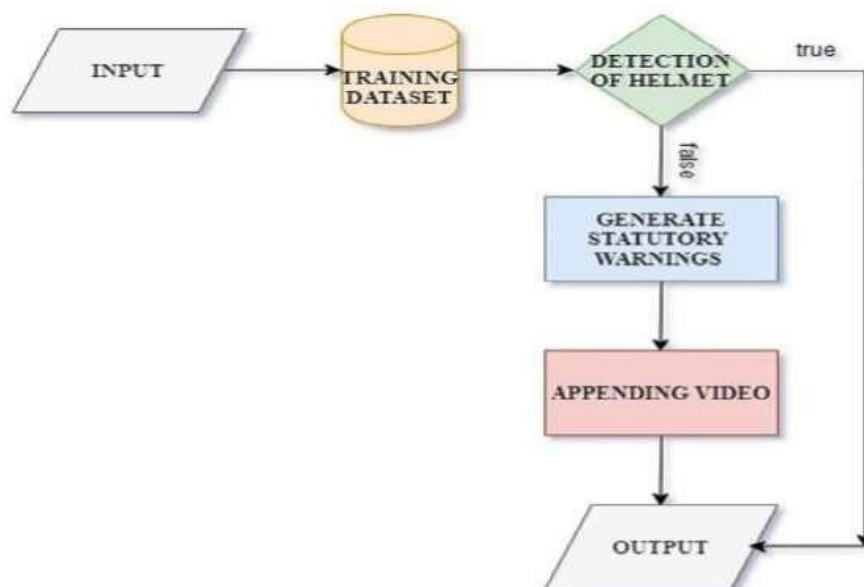 INPUT
TRAINING
DATASET
DETECTION
OF HELMET
true
false
GENERATE
STATUTORY
WARNINGS
APPENDING VIDEO
OUTPUT